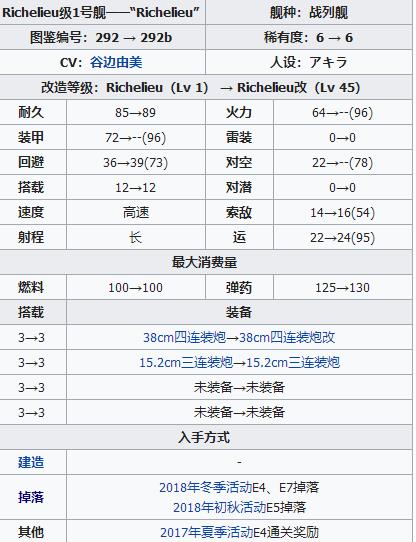 Richelieu级1号舰——“Richelieu” 舰种：战列舰
图鉴编号：292 → 292b 稀有度：6 → 6
CV：谷边由美 人设：アキラ
改造等级：Richelieu（Lv 1） → Richelieu改（Lv 45）
耐久 85→89 火力 64→--(96)
装甲 72→--(96) 雷装 0→0
回避 36→39(73) 对空 22→--(78)
搭载 12→12 对潜 0→0
速度 高速 索敌 14→16(54)
射程 长 运 22→24(95)
最大消费量
燃料 100→100 弹药 125→130
搭载 装备
3→3 38cm四连装炮→38cm四连装炮改
3→3 15.2cm三连装炮→15.2cm三连装炮
3→3 未装备→未装备
3→3 未装备→未装备
入手方式
建造 -
掉落 2018年冬季活动E4、E7掉落
2018年初秋活动E5掉落
其他 2017年夏季活动E4通关奖励